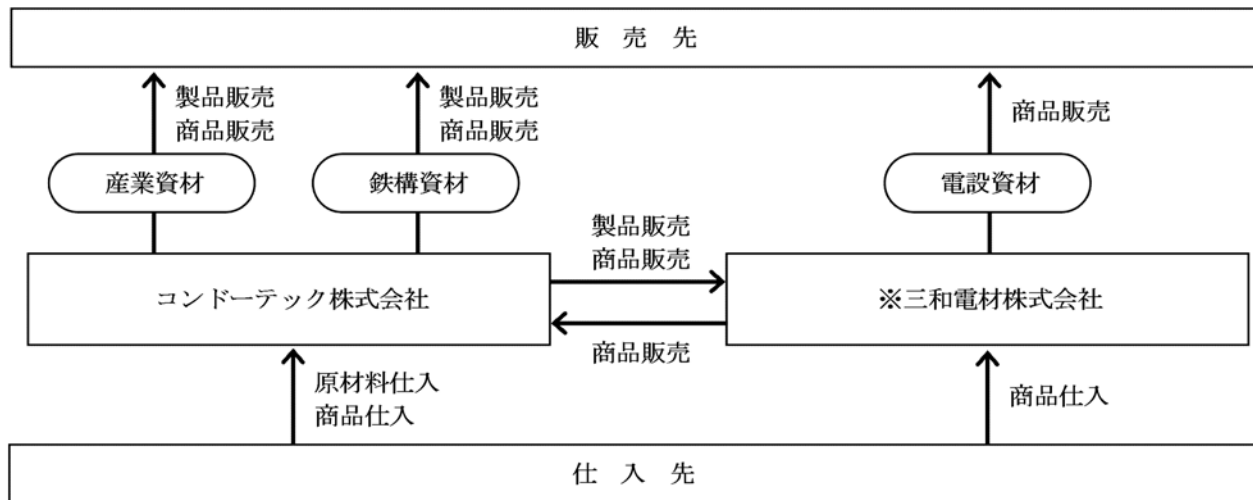 販 売 先
製品販売
商品販売
製品販売
商品販売
商品販売
産業資材
鉄構資材
電設資材
製品販売
商品販売
コンドーテック株式会社
※三和電材株式会社
商品販売
原材料仕入
商品仕入
商品仕入
仕 入 先